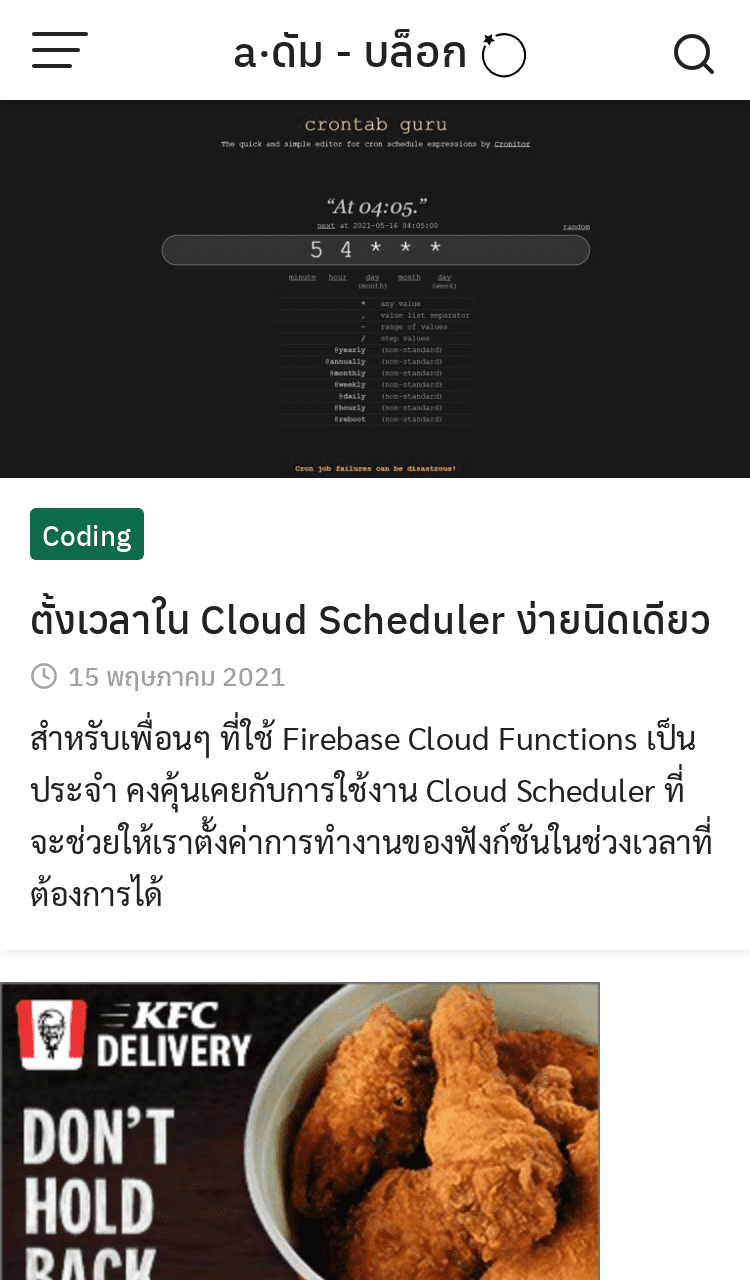 a·ดัม - บล็อก
crontab guru
The quick and simple editor for cron schedule expressions by Cronitor
“At 04:05.”
next at 2021-05-16 04:05:00
random
5 4 * * *
minute hour day (month) month day (week)
* any value
, value list separator
- range of values
/ step values
@yearly (non-standard)
@annually (non-standard)
@monthly (non-standard)
@weekly (non-standard)
@daily (non-standard)
@hourly (non-standard)
@reboot (non-standard)
Cron job failures can be disastrous!
Coding
ตั้งเวลาใน Cloud Scheduler ง่ายนิดเดียว
15 พฤษภาคม 2021
สำหรับเพื่อนๆ ที่ใช้ Firebase Cloud Functions เป็น
ประจำ คงคุ้นเคยกับการใช้งาน Cloud Scheduler ที่
จะช่วยให้เราตั้งค่าการทำงานของฟังก์ชันในช่วงเวลาที่
ต้องการได้
KFC
DELIVERY
DON'T
HOLD
BACK